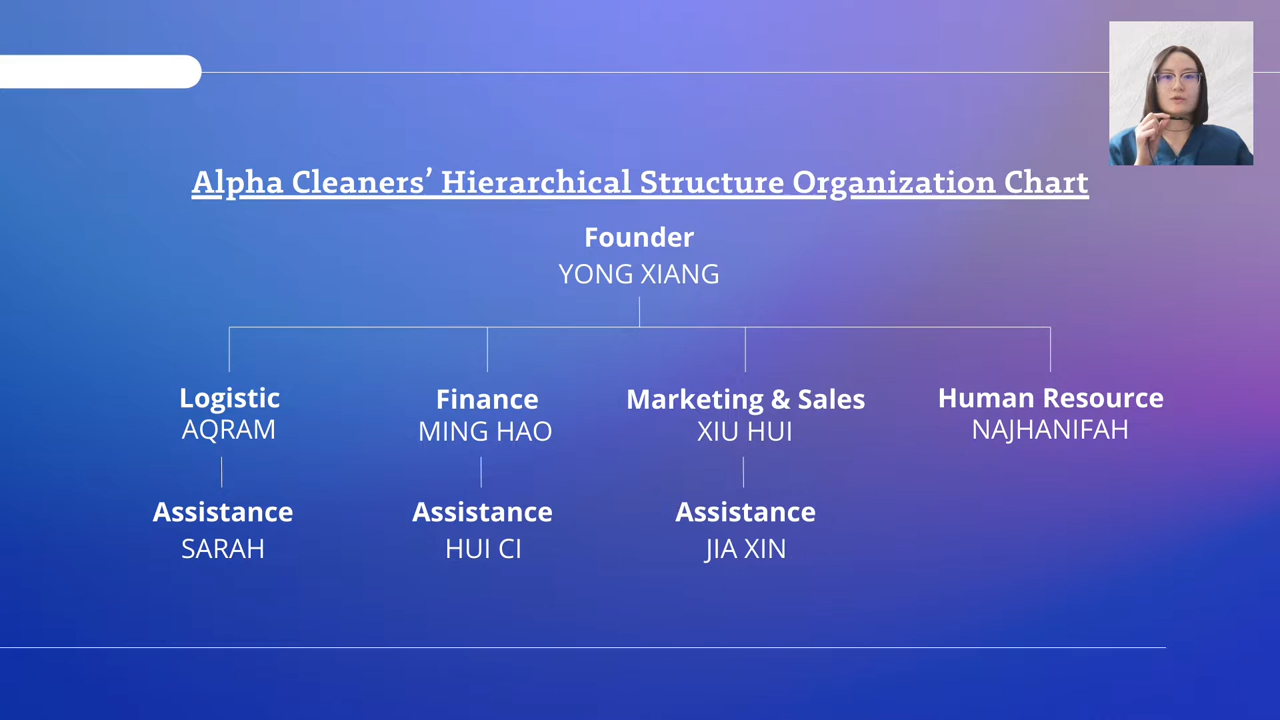 Alpha Cleaners’ Hierarchical Structure Organization Chart
Founder
YONG XIANG
Logistic
AQRAM
Finance
MING HAO
Marketing & Sales
XIU HUI
Human Resource
NAJHANIFAH
Assistance
SARAH
Assistance
HUI CI
Assistance
JIA XIN